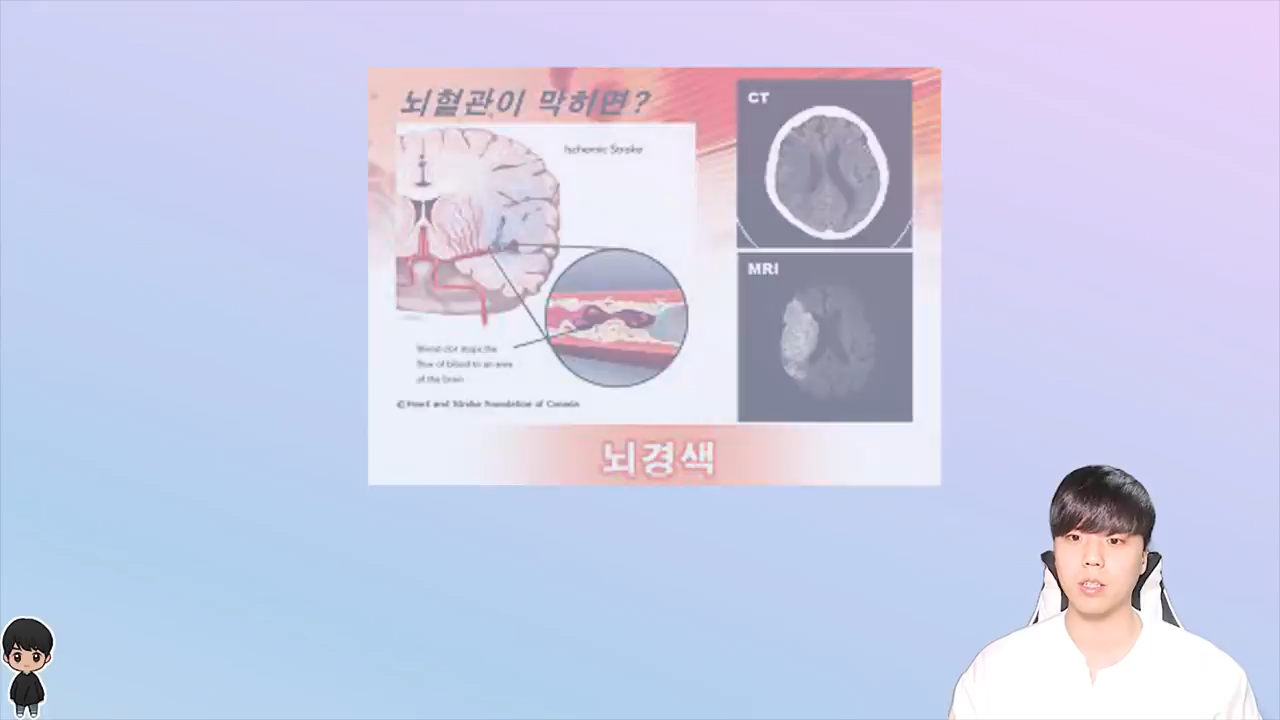 뇌혈관이 막히면?
CT
Ischemic Stroke
MRI
Blood clot stops the
flow of blood to an area
of the brain
©Heart and Stroke Foundation of Canada
뇌경색